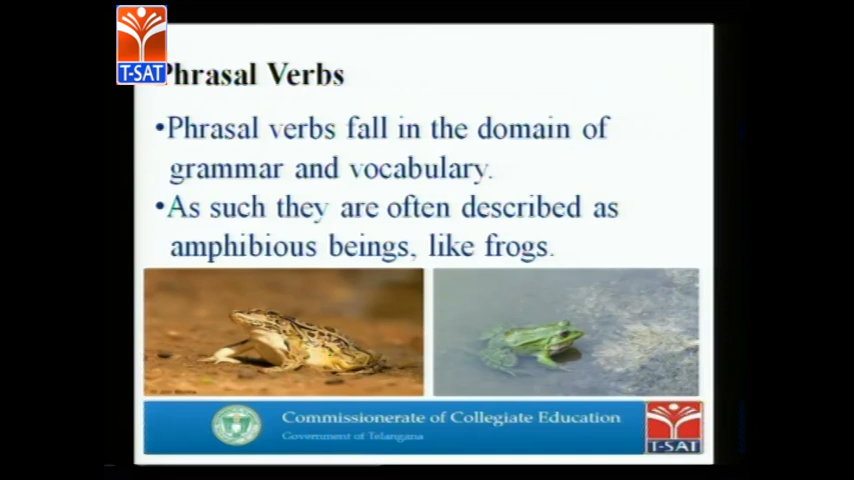 T-SAT
Phrasal Verbs
•Phrasal verbs fall in the domain of
grammar and vocabulary.
•As such they are often described as
amphibious beings, like frogs.
Commissionerate of Collegiate Education
Government of Telangana
T-SAT